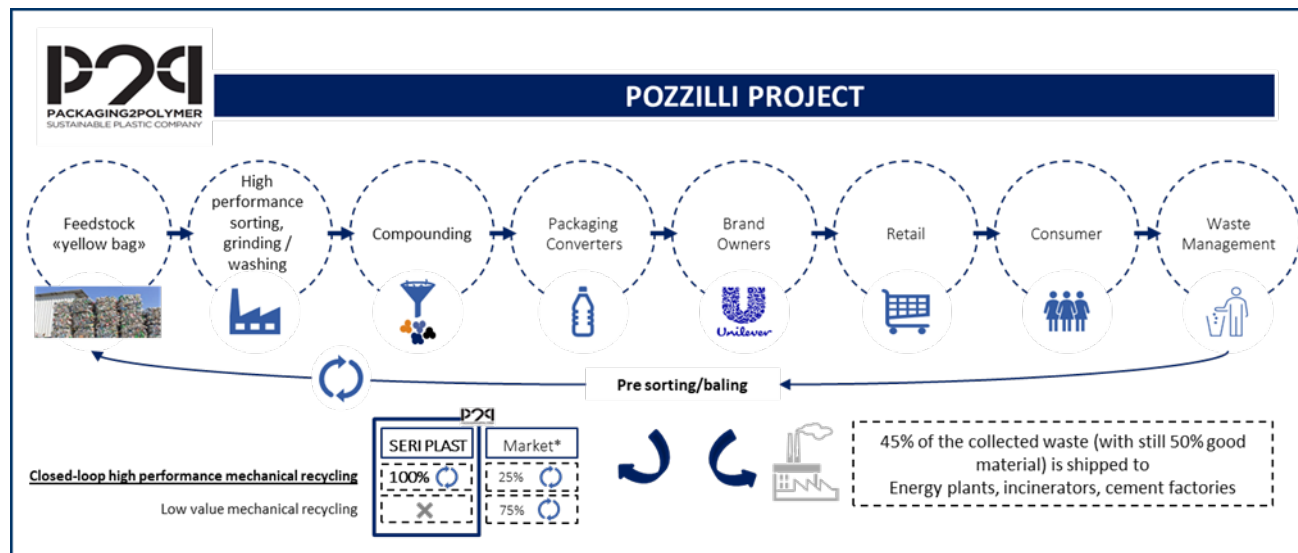 P2P
PACKAGING2POLYMER
SUSTAINABLE PLASTIC COMPANY
POZZILLI PROJECT
Feedstock
«yellow bag»
High
performance
sorting,
grinding /
washing
Compounding
Packaging
Converters
Brand
Owners
Retail
Consumer
Waste
Management
Unilever
Pre sorting/baling
P2P
SERI PLAST
Market*
Closed-loop high performance mechanical recycling
100%
25%
Low value mechanical recycling
75%
45% of the collected waste (with still 50% good
material) is shipped to
Energy plants, incinerators, cement factories